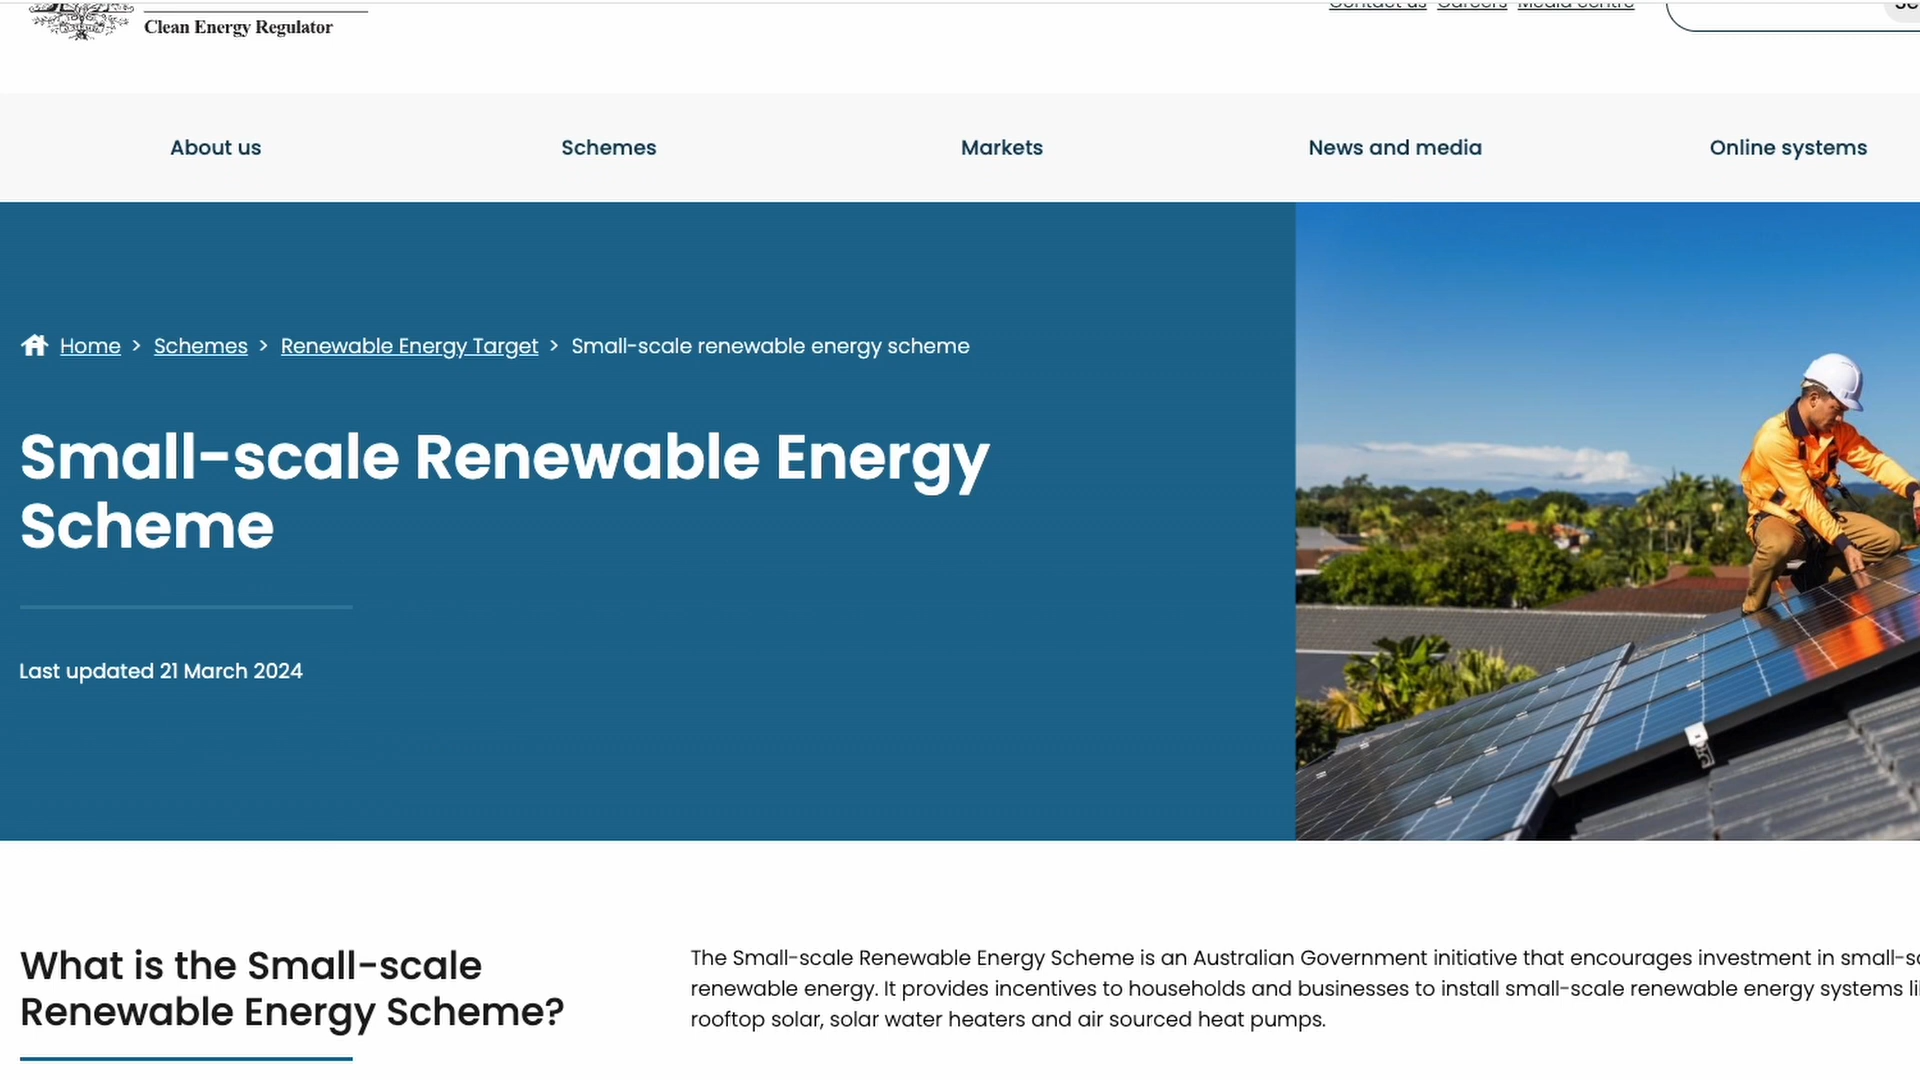 Clean Energy Regulator
Contact us Careers Media centre
About us
Schemes
Markets
News and media
Online systems
Home > Schemes > Renewable Energy Target > Small-scale renewable energy scheme
Small-scale Renewable Energy
Scheme
Last updated 21 March 2024
What is the Small-scale
Renewable Energy Scheme?
The Small-scale Renewable Energy Scheme is an Australian Government initiative that encourages investment in
renewable energy. It provides incentives to households and businesses to install small-scale renewable energy systems
rooftop solar, solar water heaters and air sourced heat pumps.